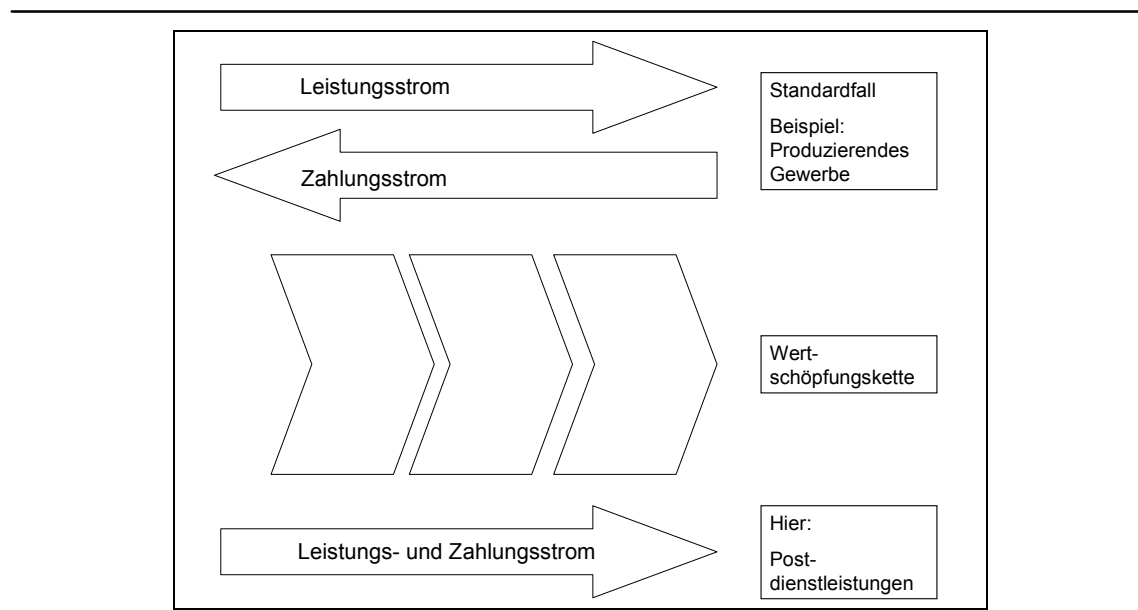 Leistungsstrom
Zahlungsstrom
Standardfall
Beispiel:
Produzierendes
Gewerbe
Wert-
schöpfungskette
Leistungs- und Zahlungsstrom
Hier:
Post-
dienstleistungen